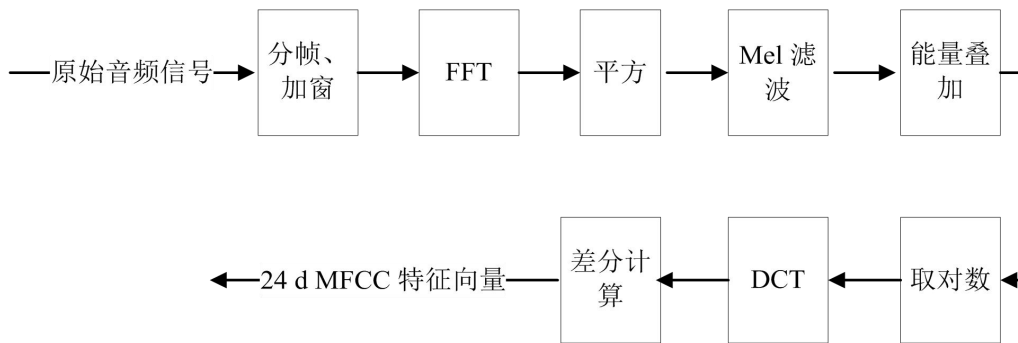 原始音频信号
分帧、
加窗
FFT
平方
Mel 滤
波
能量叠
加
取对数
DCT
差分计
算
24 d MFCC 特征向量